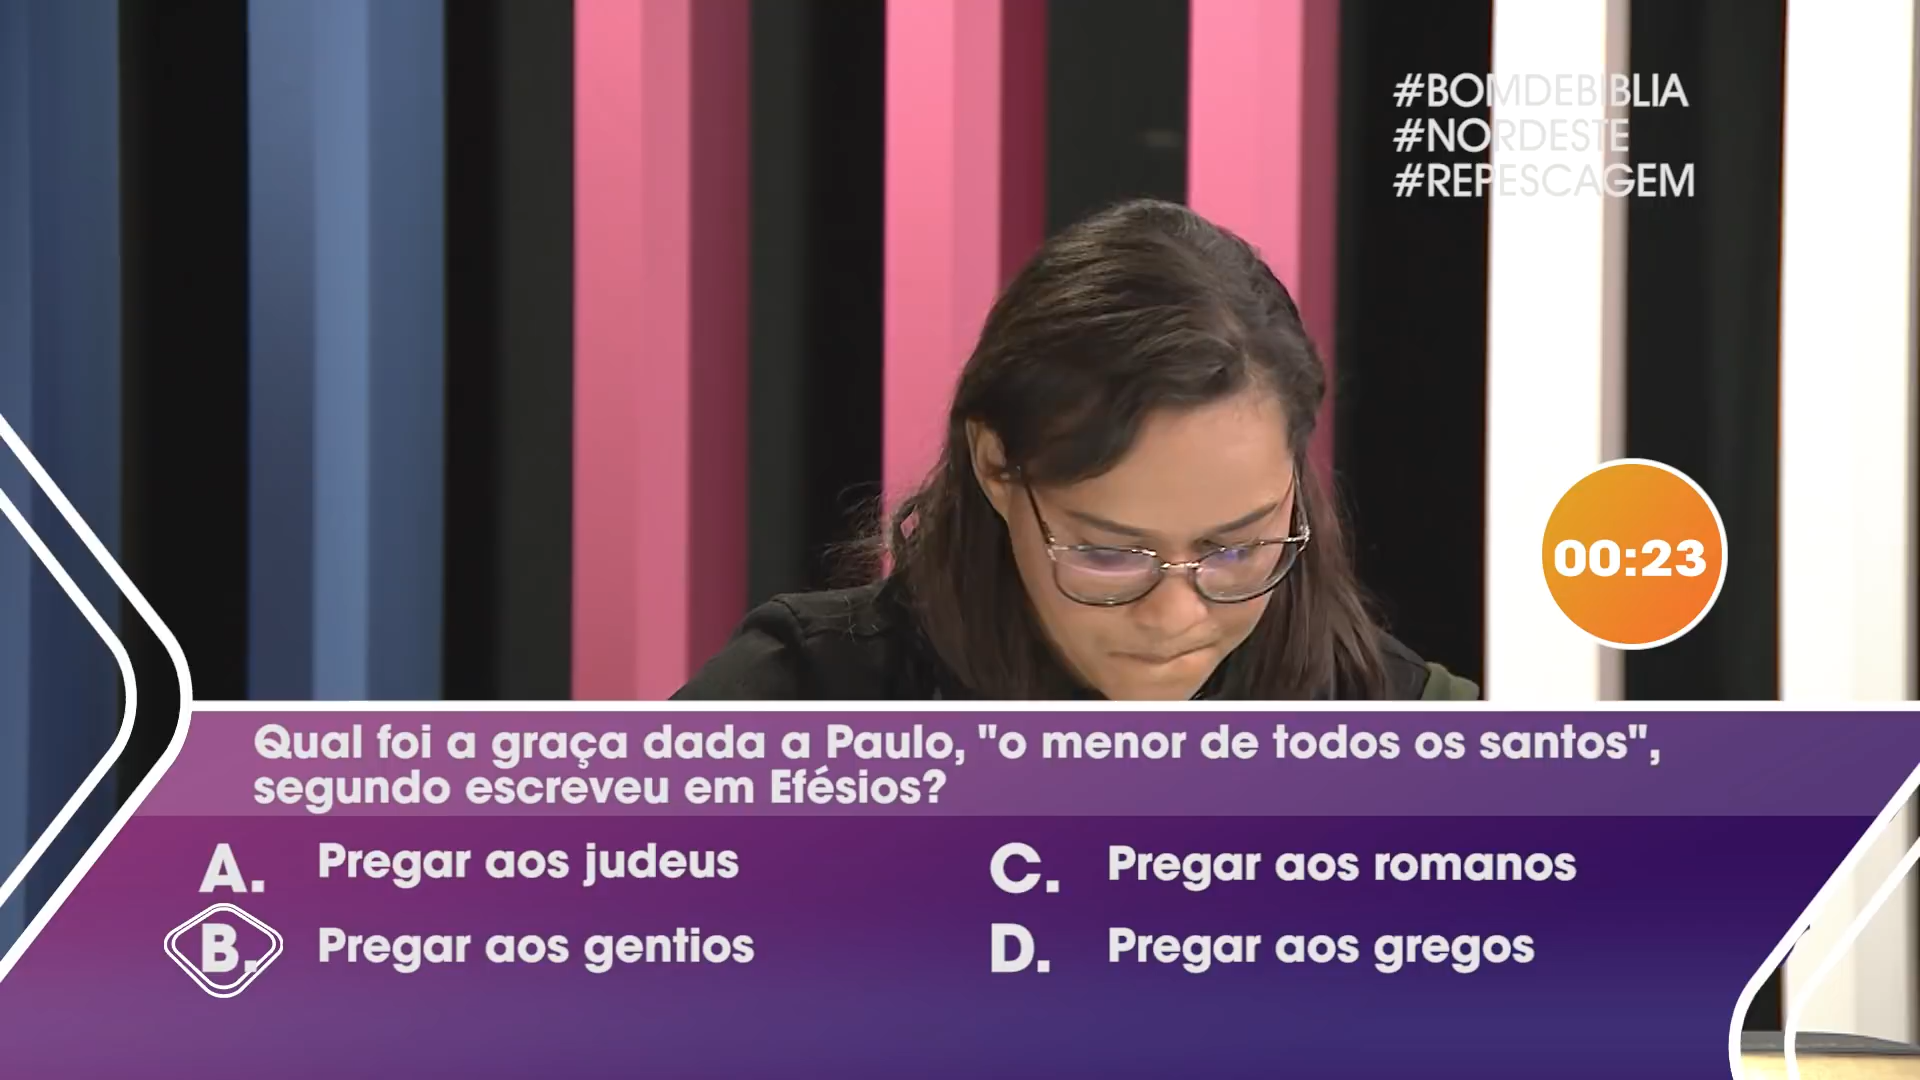 #BOMDEBIBLIA
#NORDESTE
#REPESCAGEM
00:23
Qual foi a graça dada a Paulo, "o menor de todos os santos",
segundo escreveu em Efésios?
A. Pregar aos judeus
B. Pregar aos gentios
C. Pregar aos romanos
D. Pregar aos gregos